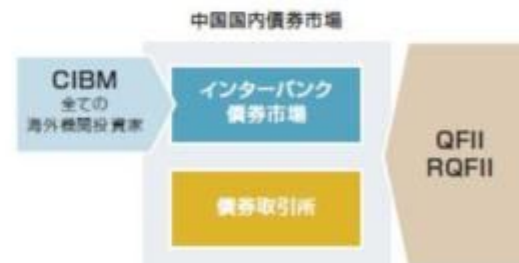 中国国内債券市場
CIBM
全ての
海外機関投資家
インターバンク
債券市場
債券取引所
QFII
RQFII